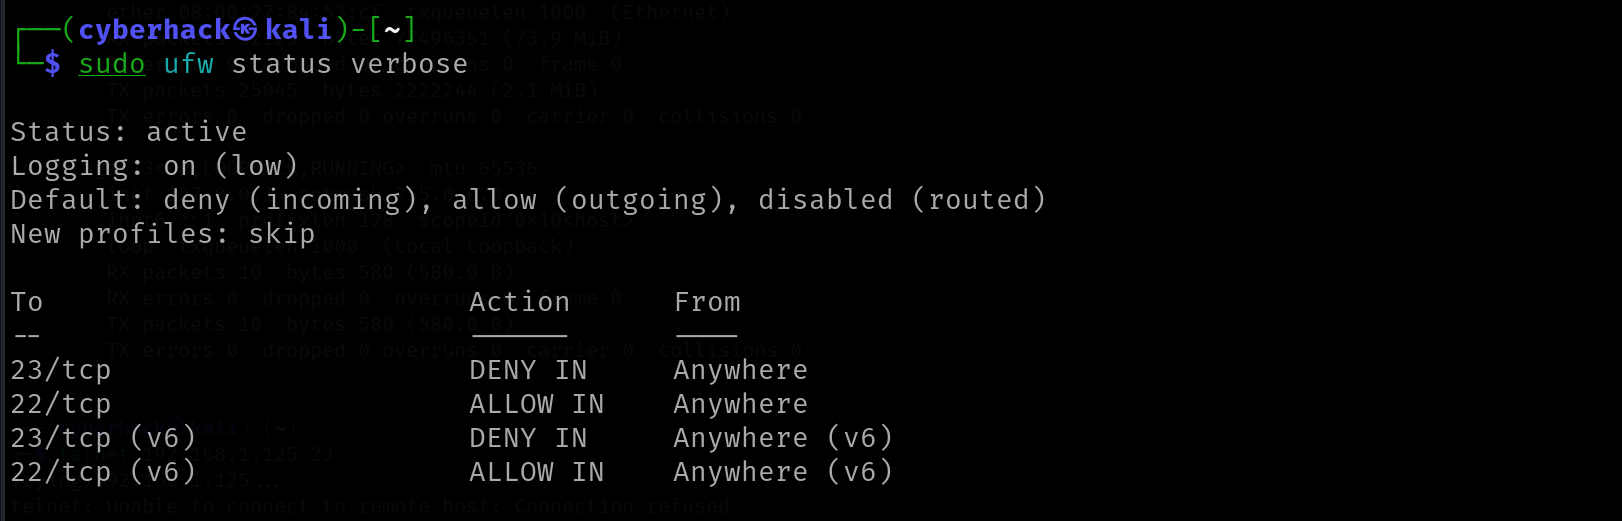 ┌──(cyberhack㉿kali)-[~]
└─$ sudo ufw status verbose
Status: active
Logging: on (low)
Default: deny (incoming), allow (outgoing), disabled (routed)
New profiles: skip
To Action From
-- ------ ----
23/tcp DENY IN Anywhere
22/tcp ALLOW IN Anywhere
23/tcp (v6) DENY IN Anywhere (v6)
22/tcp (v6) ALLOW IN Anywhere (v6)